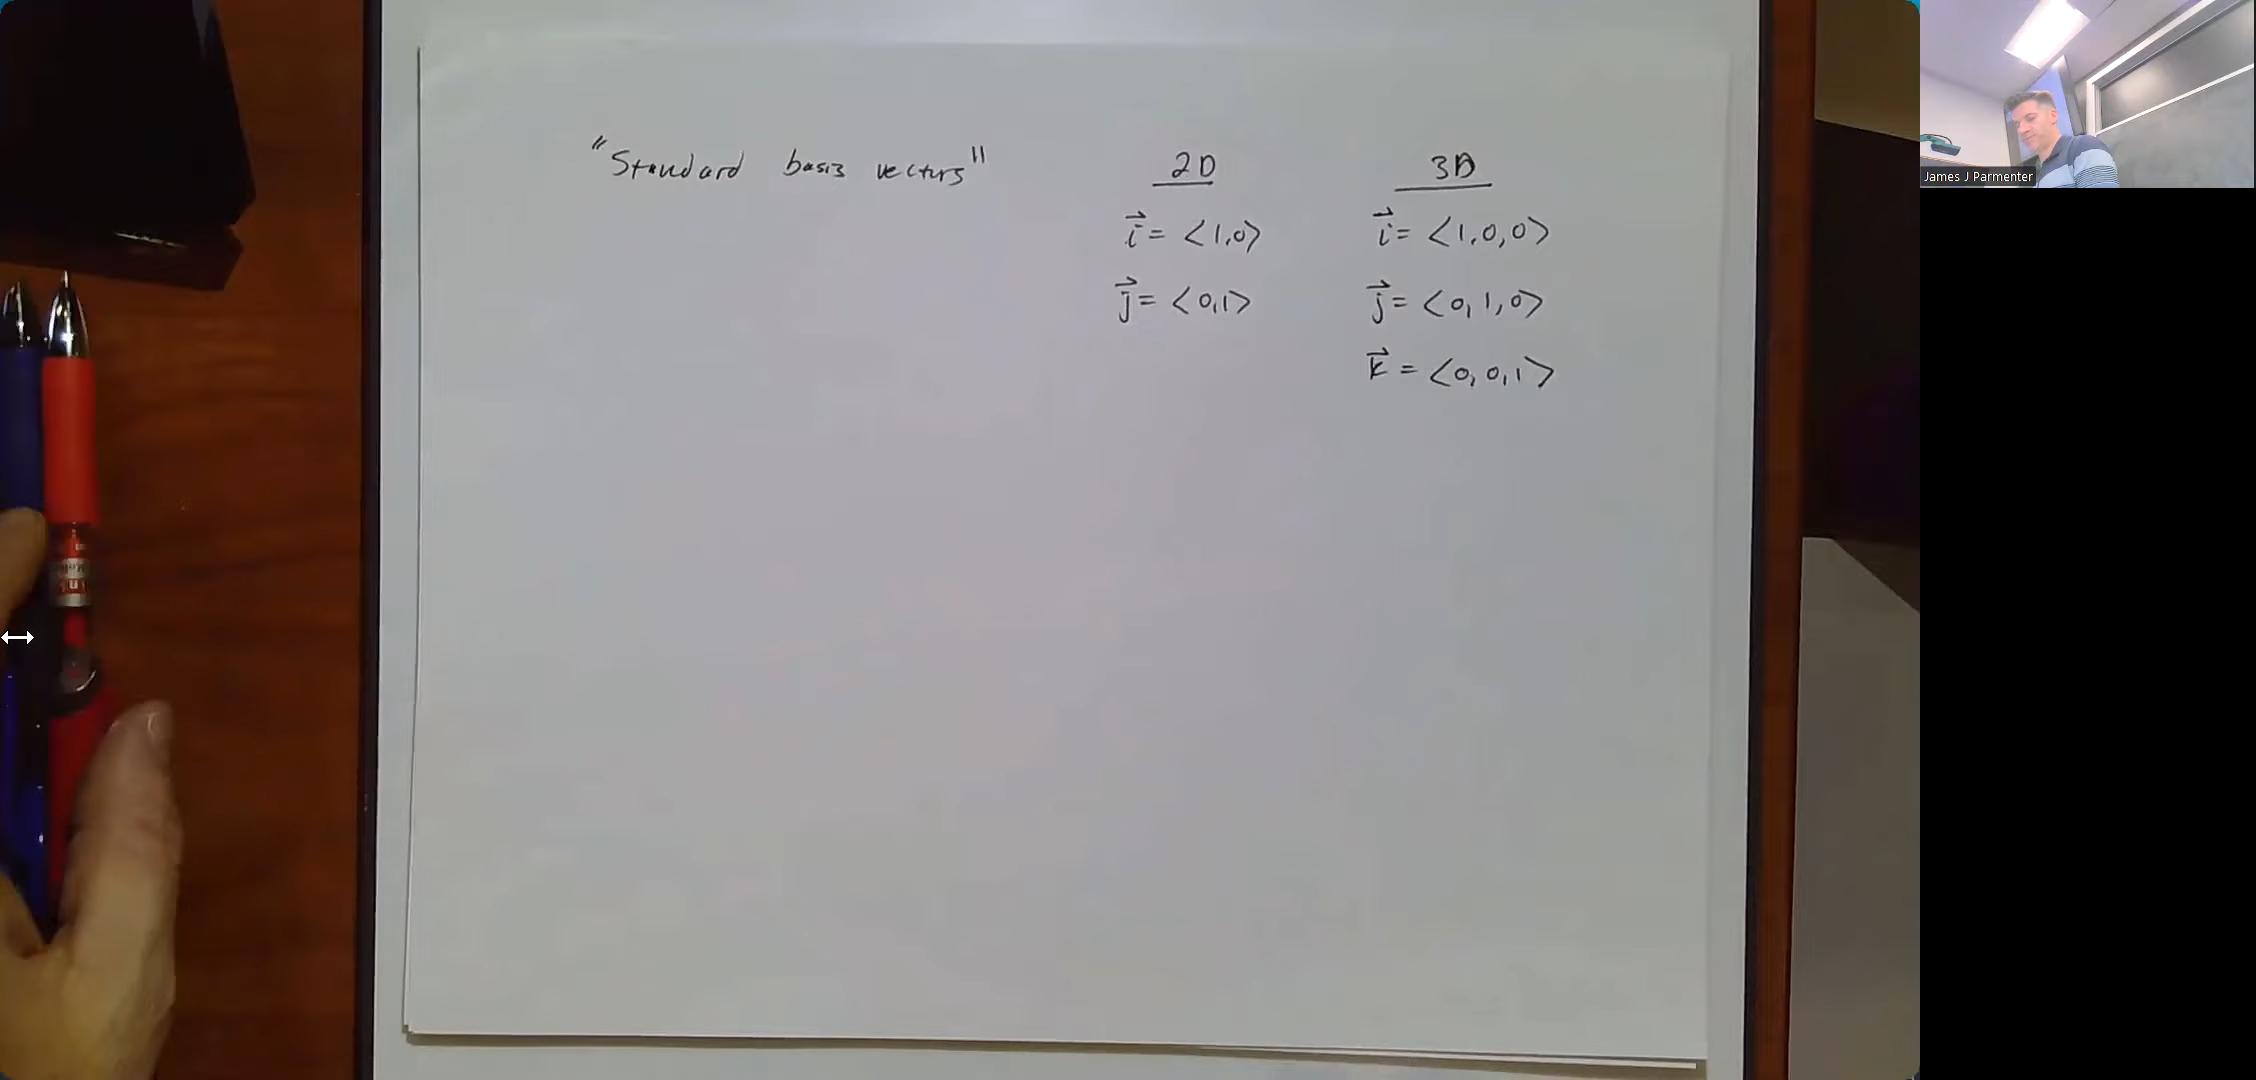 "Standard basis vectors" 2D 3D
i⃗ = <1,0> i⃗ = <1,0,0>
j⃗ = <0,1> j⃗ = <0,1,0>
k⃗ = <0,0,1>
James J Parmenter